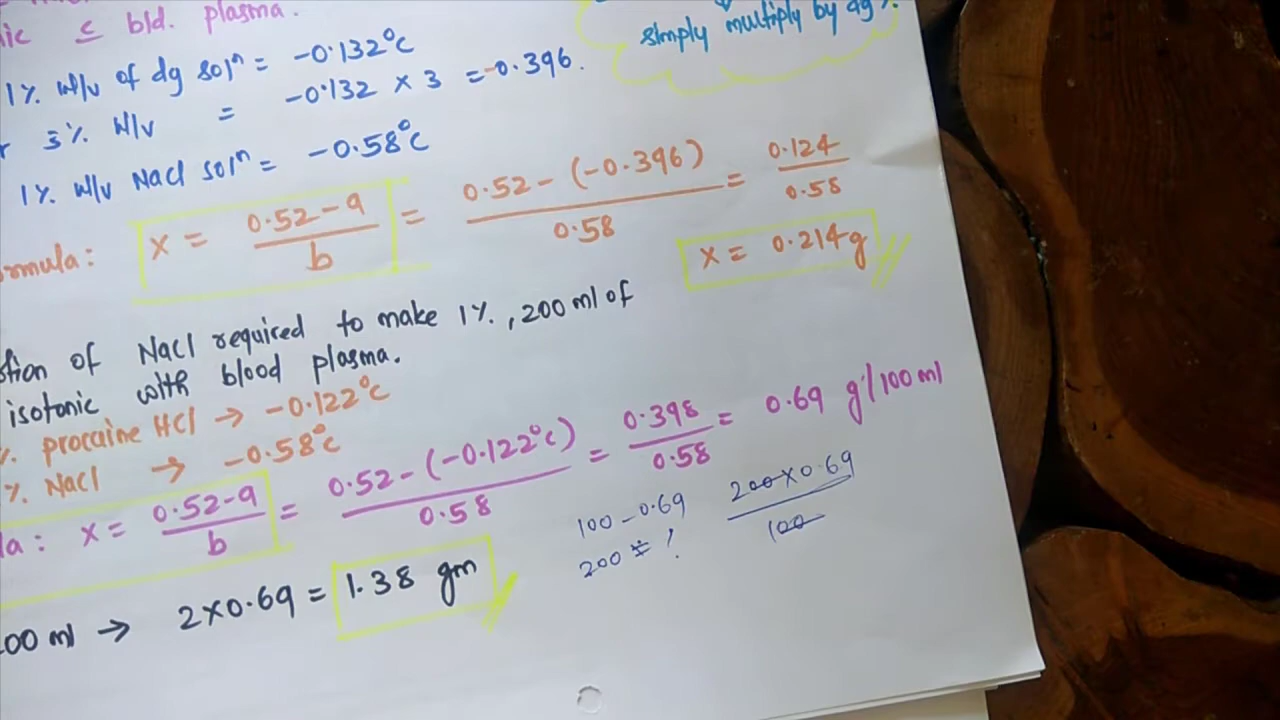 c̲ bld. plasma.
simply multiply by dg %.
1% w/v of dg solⁿ = -0.132°c
3% w/v = -0.132 × 3 = -0.396.
1% w/v Nacl solⁿ = -0.58°c
x = 0.52-a / b = 0.52-(-0.396) / 0.58 = 0.124 / 0.58
x = 0.214g
of Nacl required to make 1%, 200 ml of
isotonic with blood plasma.
procaine Hcl → -0.122°c
% Nacl → -0.58°c
x = 0.52-a / b = 0.52-(-0.122°c) / 0.58 = 0.398 / 0.58 = 0.69 g/100 ml
100 - 0.69 200×0.69 / 100
200 = ?
00 ml → 2×0.69 = 1.38 gm